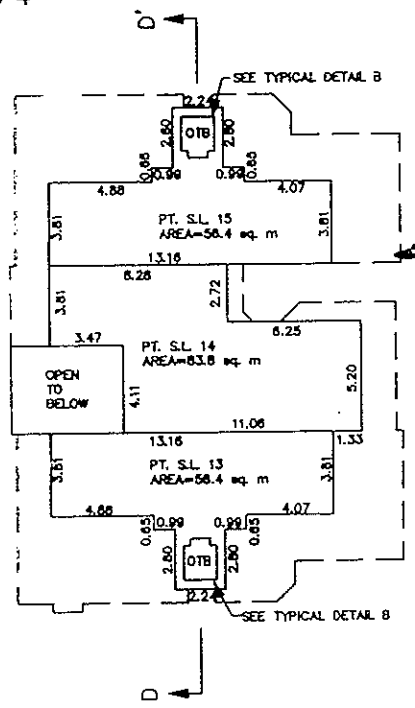 D'
2.24
SEE TYPICAL DETAIL B
2.80
OTB
2.80
0.65
0.99
0.99
0.65
4.88
4.07
3.81
PT. S.L. 15
AREA=56.4 sq. m
3.81
13.16
8.28
3.81
2.72
3.47
6.25
PT. S.L. 14
AREA=83.8 sq. m
OPEN
TO
BELOW
4.11
5.20
11.06
13.16
1.33
3.81
PT. S.L. 13
AREA=56.4 sq. m
3.81
4.88
4.07
0.65
0.99
0.99
0.65
2.80
OTB
2.80
2.24
SEE TYPICAL DETAIL B
D